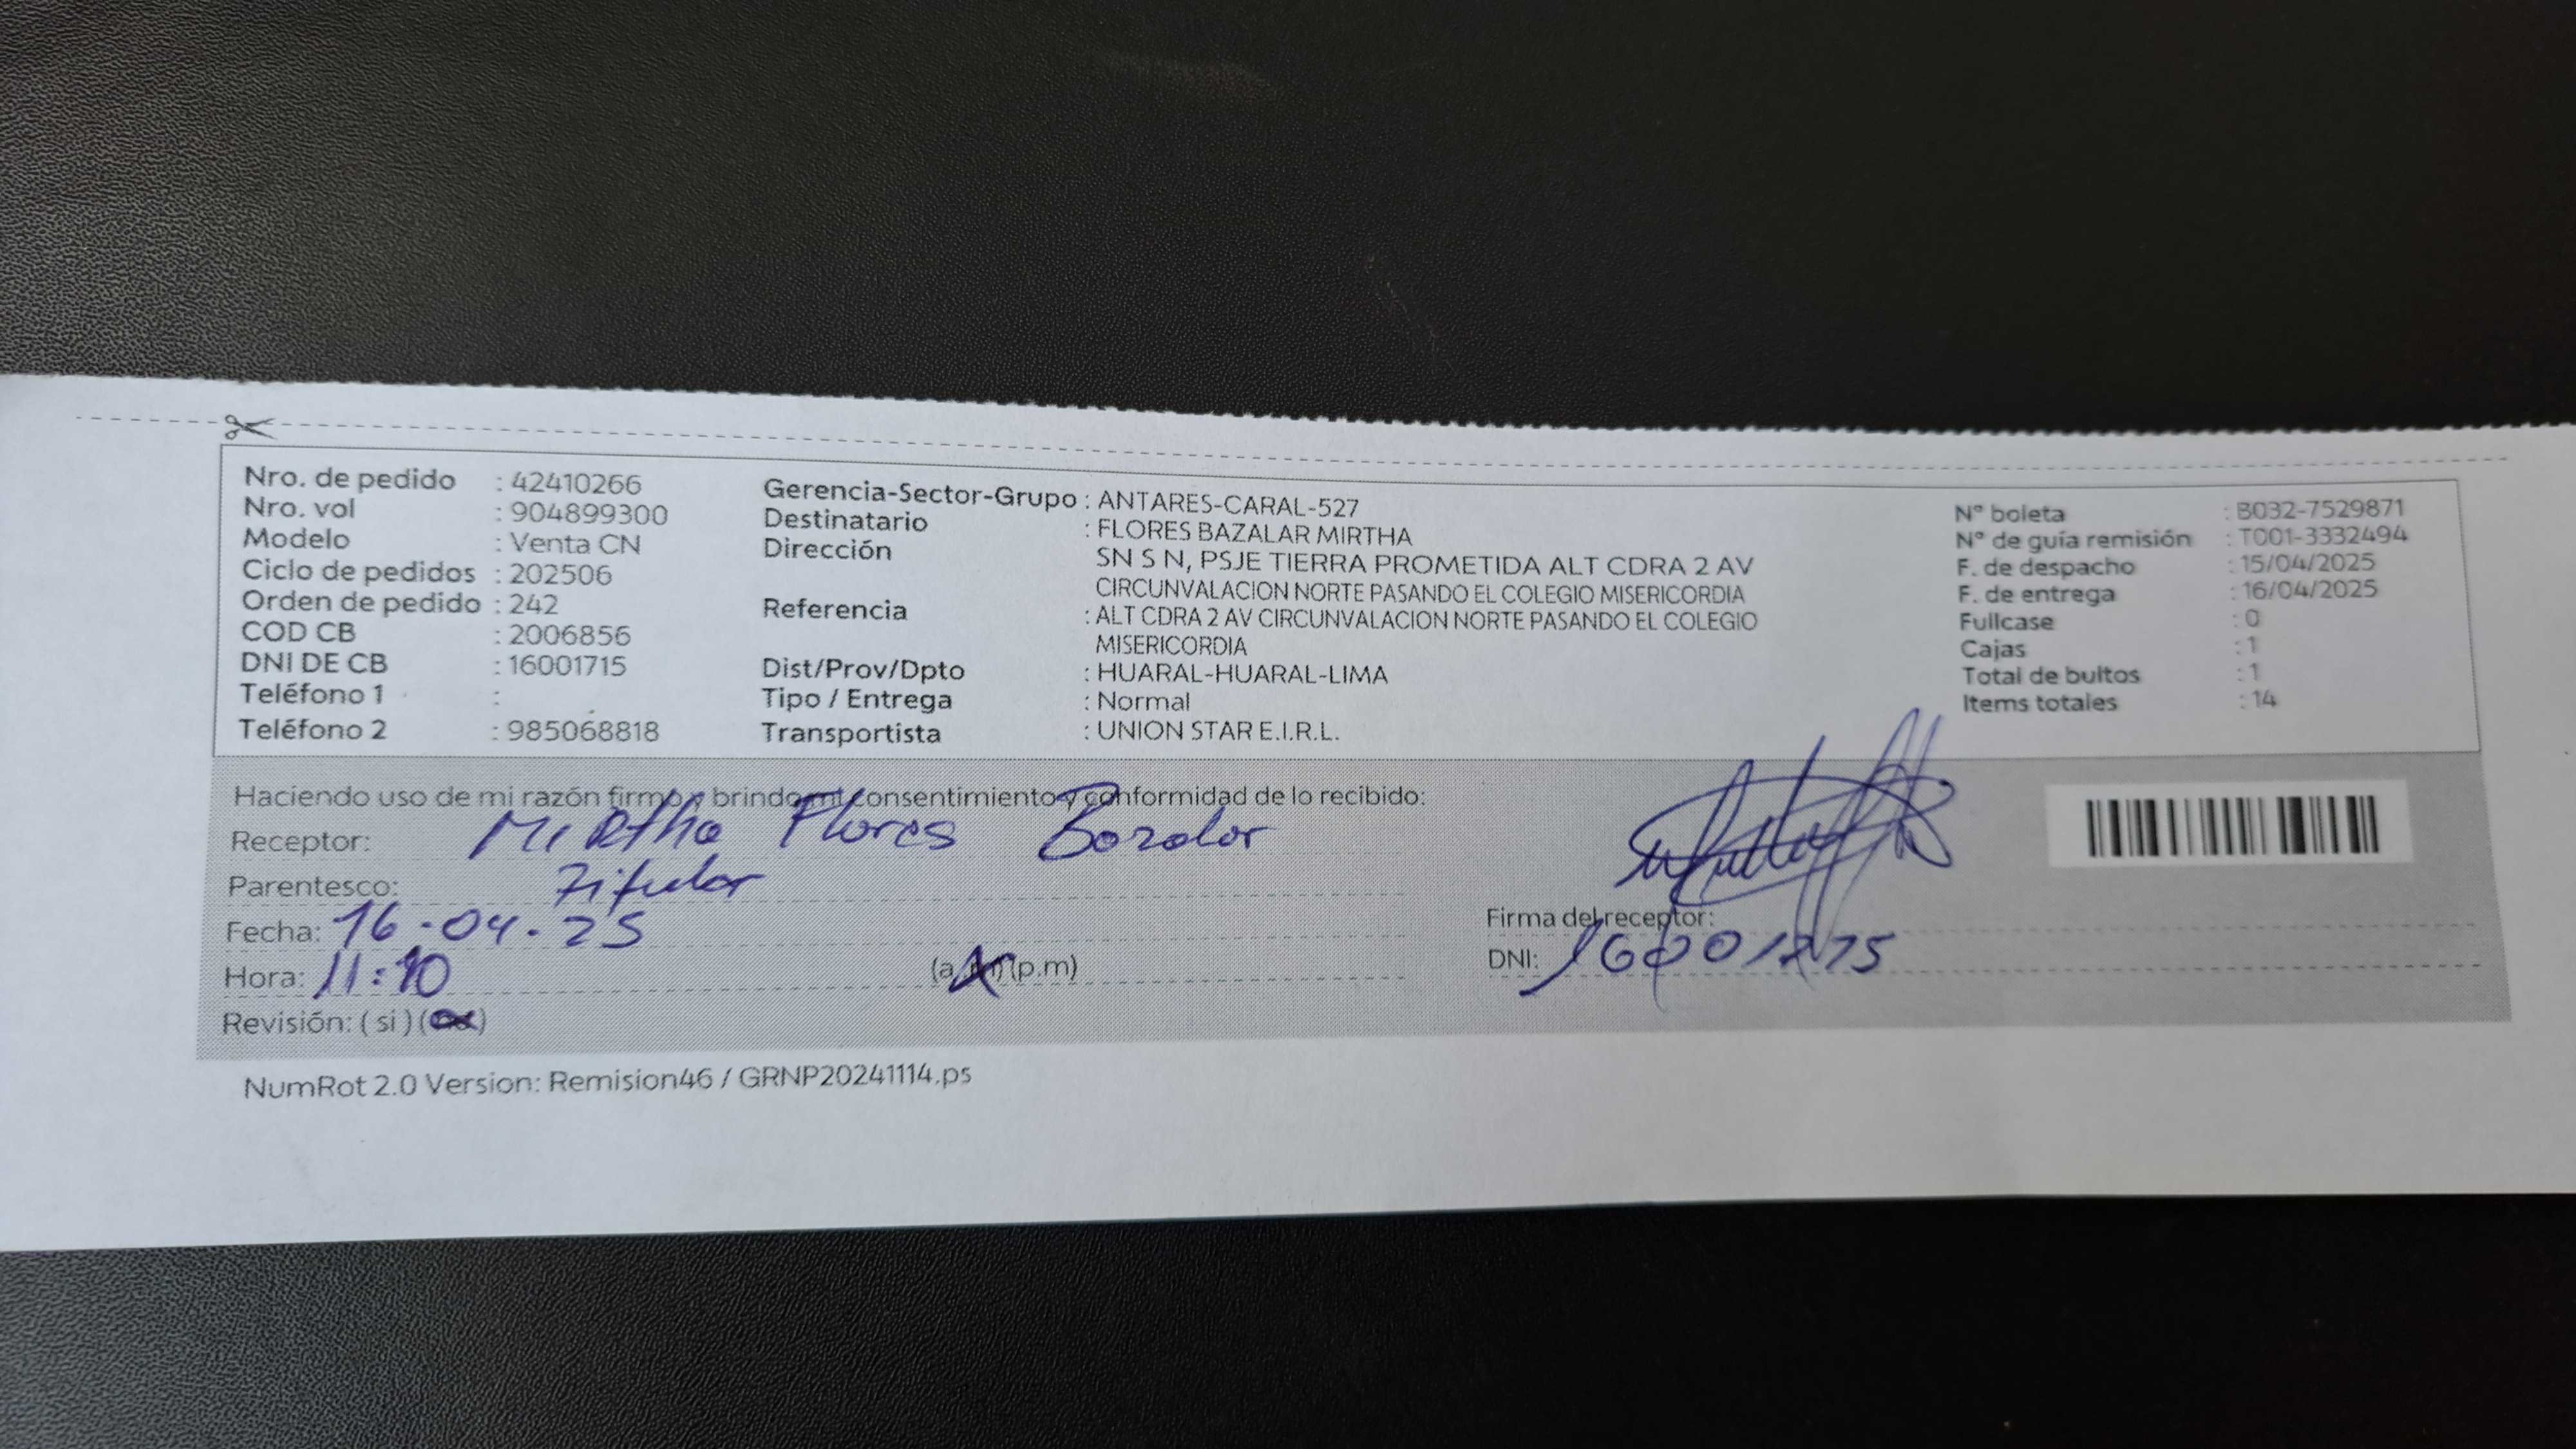 Nro. de pedido : 42410266
Nro. vol : 904899300
Modelo : Venta CN
Ciclo de pedidos : 202506
Orden de pedido : 242
COD CB : 2006856
DNI DE CB : 16001715
Teléfono 1 :
Teléfono 2 : 985068818
Gerencia-Sector-Grupo : ANTARES-CARAL-527
Destinatario : FLORES BAZALAR MIRTHA
Dirección SN S N, PSJE TIERRA PROMETIDA ALT CDRA 2 AV
CIRCUNVALACION NORTE PASANDO EL COLEGIO MISERICORDIA
Referencia : ALT CDRA 2 AV CIRCUNVALACION NORTE PASANDO EL COLEGIO
MISERICORDIA
Dist/Prov/Dpto : HUARAL-HUARAL-LIMA
Tipo / Entrega : Normal
Transportista : UNION STAR E.I.R.L.
N° boleta : B032-7529871
N° de guía remisión : T001-3332494
F. de despacho : 15/04/2025
F. de entrega : 16/04/2025
Fullcase : 0
Cajas : 1
Total de bultos : 1
Items totales : 14
Haciendo uso de mi razón firmo y brindo mi consentimiento y conformidad de lo recibido:
Receptor: Mirtha Flores Bazalar
Parentesco: Titular
Fecha: 16-04-25
Hora: 11:10 (a.m) (p.m)
Revisión: ( si ) (no)
Firma del receptor:
DNI: 16001715
NumRot 2.0 Version: Remision46 / GRNP20241114.ps